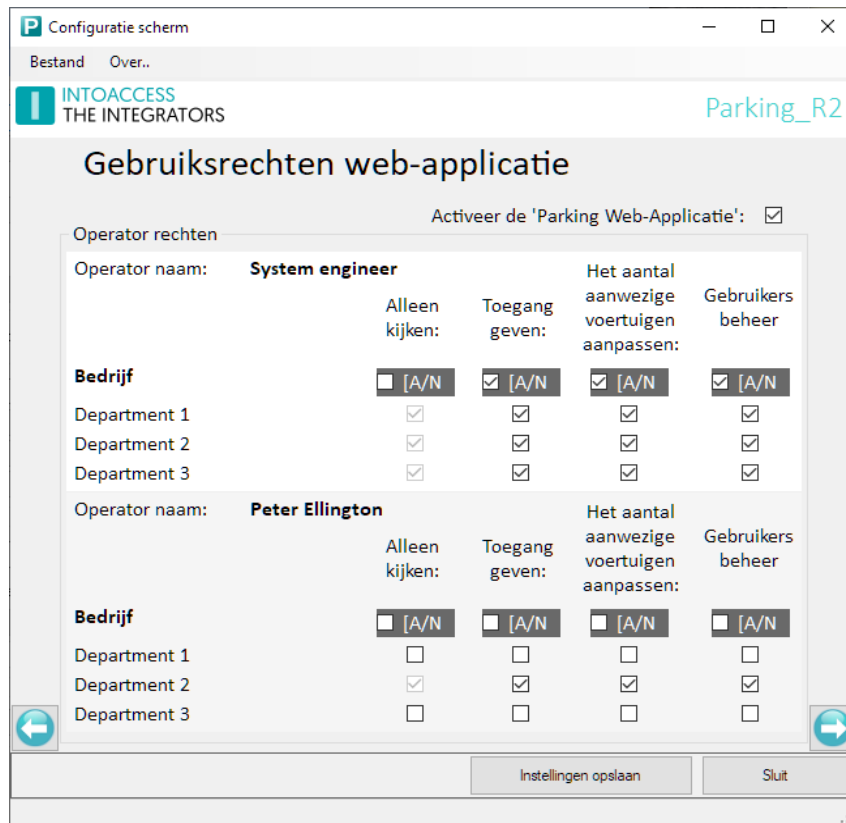 Configuratie scherm
Bestand Over..
INTOACCESS
THE INTEGRATORS
Parking_R2
Gebruiksrechten web-applicatie
Activeer de 'Parking Web-Applicatie':
Operator rechten
Operator naam: System engineer
Alleen kijken:
Toegang geven:
Het aantal aanwezige voertuigen aanpassen:
Gebruikers beheer
Bedrijf [A/N [A/N [A/N [A/N
Department 1
Department 2
Department 3
Operator naam: Peter Ellington
Alleen kijken:
Toegang geven:
Het aantal aanwezige voertuigen aanpassen:
Gebruikers beheer
Bedrijf [A/N [A/N [A/N [A/N
Department 1
Department 2
Department 3
Instellingen opslaan Sluit